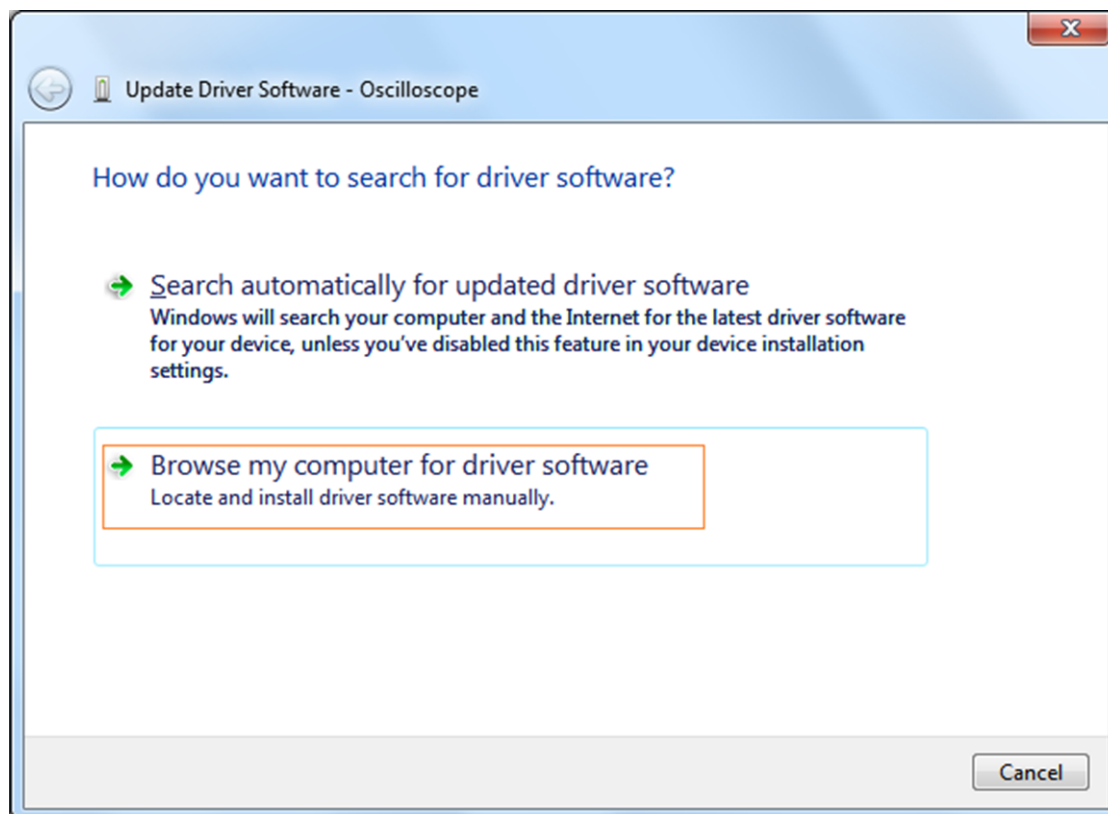 Update Driver Software - Oscilloscope
How do you want to search for driver software?
Search automatically for updated driver software
Windows will search your computer and the Internet for the latest driver software
for your device, unless you've disabled this feature in your device installation
settings.
Browse my computer for driver software
Locate and install driver software manually.
Cancel